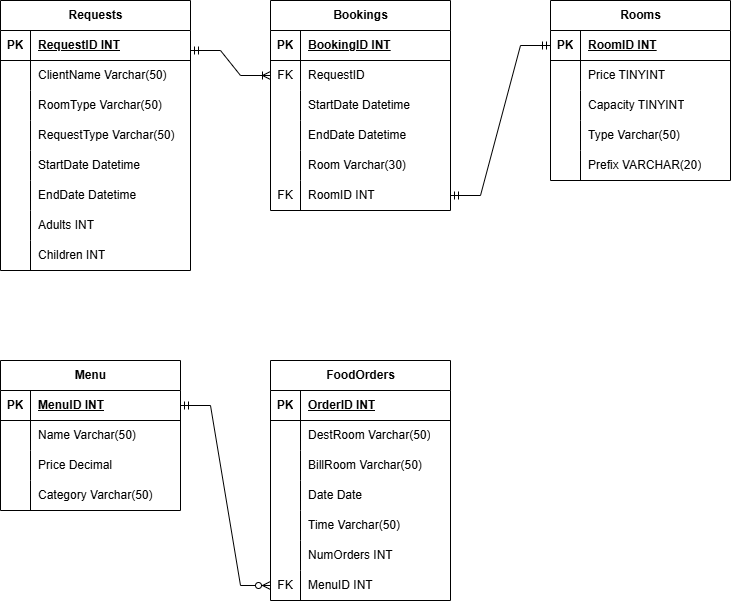 Requests
PK RequestID INT
ClientName Varchar(50)
RoomType Varchar(50)
RequestType Varchar(50)
StartDate Datetime
EndDate Datetime
Adults INT
Children INT
Bookings
PK BookingID INT
FK RequestID
StartDate Datetime
EndDate Datetime
Room Varchar(30)
FK RoomID INT
Rooms
PK RoomID INT
Price TINYINT
Capacity TINYINT
Type Varchar(50)
Prefix VARCHAR(20)
Menu
PK MenuID INT
Name Varchar(50)
Price Decimal
Category Varchar(50)
FoodOrders
PK OrderID INT
DestRoom Varchar(50)
BillRoom Varchar(50)
Date Date
Time Varchar(50)
NumOrders INT
FK MenuID INT